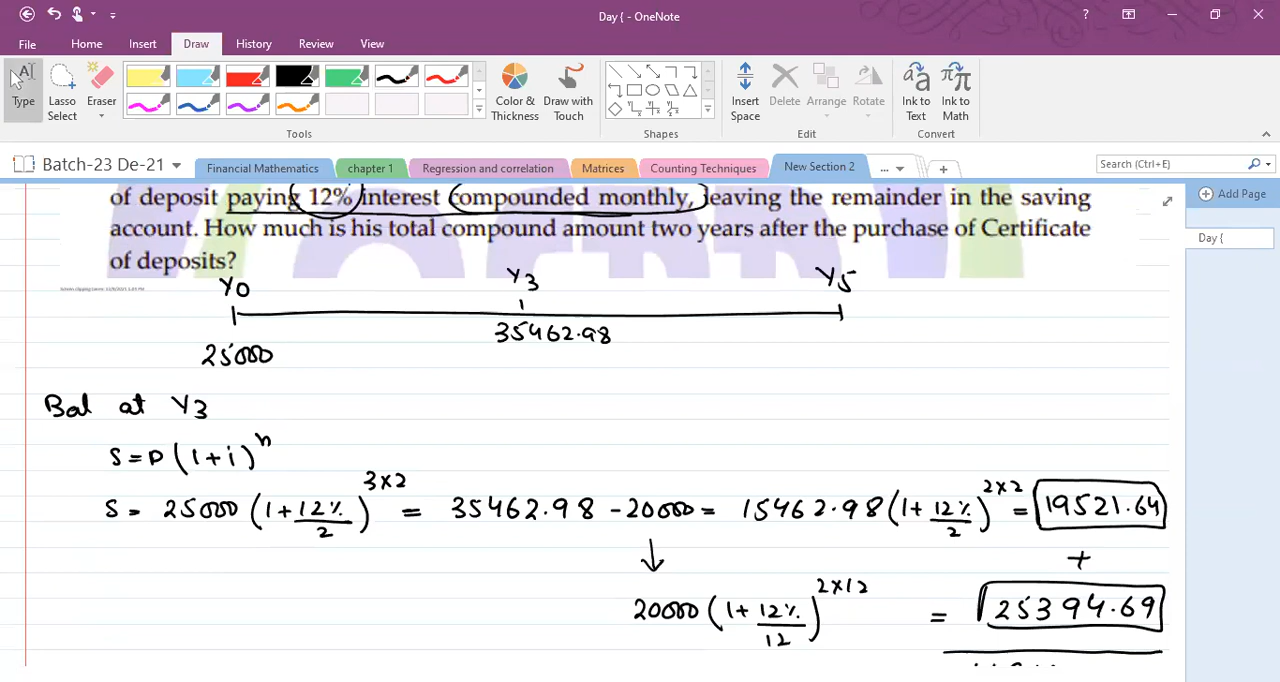 Day { - OneNote
?
File
Home
Insert
Draw
History
Review
View
Type
Lasso Select
Eraser
Color & Thickness
Draw with Touch
Insert Space
Delete
Arrange
Rotate
Ink to Text
Ink to Math
Tools
Shapes
Edit
Convert
Batch-23 De-21
Financial Mathematics
chapter 1
Regression and correlation
Matrices
Counting Techniques
New Section 2
...
Search (Ctrl+E)
Add Page
Day {
of deposit paying 12% interest compounded monthly, leaving the remainder in the saving
account. How much is his total compound amount two years after the purchase of Certificate
of deposits?
Y0 Y3 Y5
35462.98
25000
Bal at Y3
S=P(1+i)^n
S = 25000(1+12%/2)^3×2 = 35462.98 -20000 = 15462.98(1+12%/2)^2×2 = 19521.64
+
20000(1+12%/12)^2×12 = 25394.69